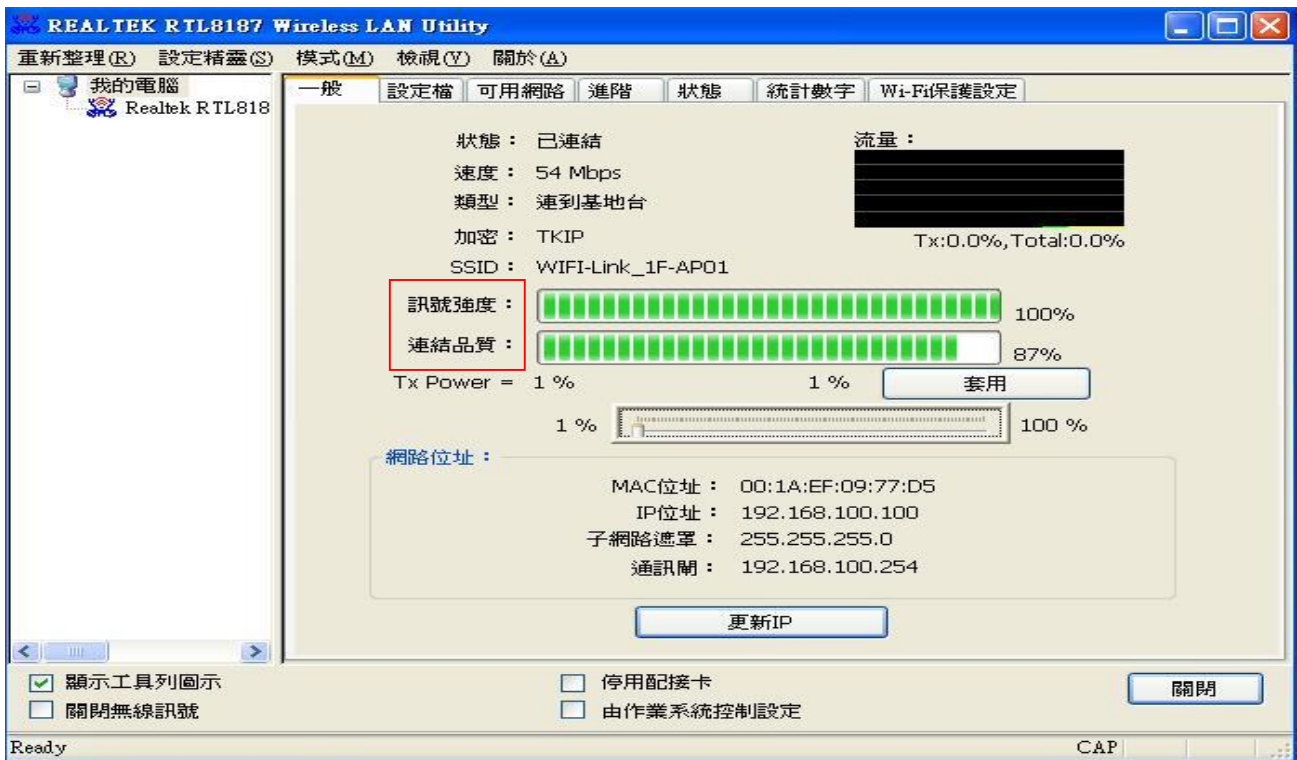 REALTEK RTL8187 Wireless LAN Utility
重新整理(R) 設定精靈(S) 模式(M) 檢視(V) 關於(A)
我的電腦
Realtek RTL818
一般 設定檔 可用網路 進階 狀態 統計數字 Wi-Fi保護設定
狀態： 已連結
流量：
速度： 54 Mbps
類型： 連到基地台
加密： TKIP
Tx:0.0%,Total:0.0%
SSID： WIFI-Link_1F-AP01
訊號強度： 100%
連結品質： 87%
Tx Power = 1 % 1 % 套用
1 % 100 %
網路位址：
MAC位址： 00:1A:EF:09:77:D5
IP位址： 192.168.100.100
子網路遮罩： 255.255.255.0
通訊閘： 192.168.100.254
更新IP
顯示工具列圖示 停用配接卡 關閉
關閉無線訊號 由作業系統控制設定
Ready CAP